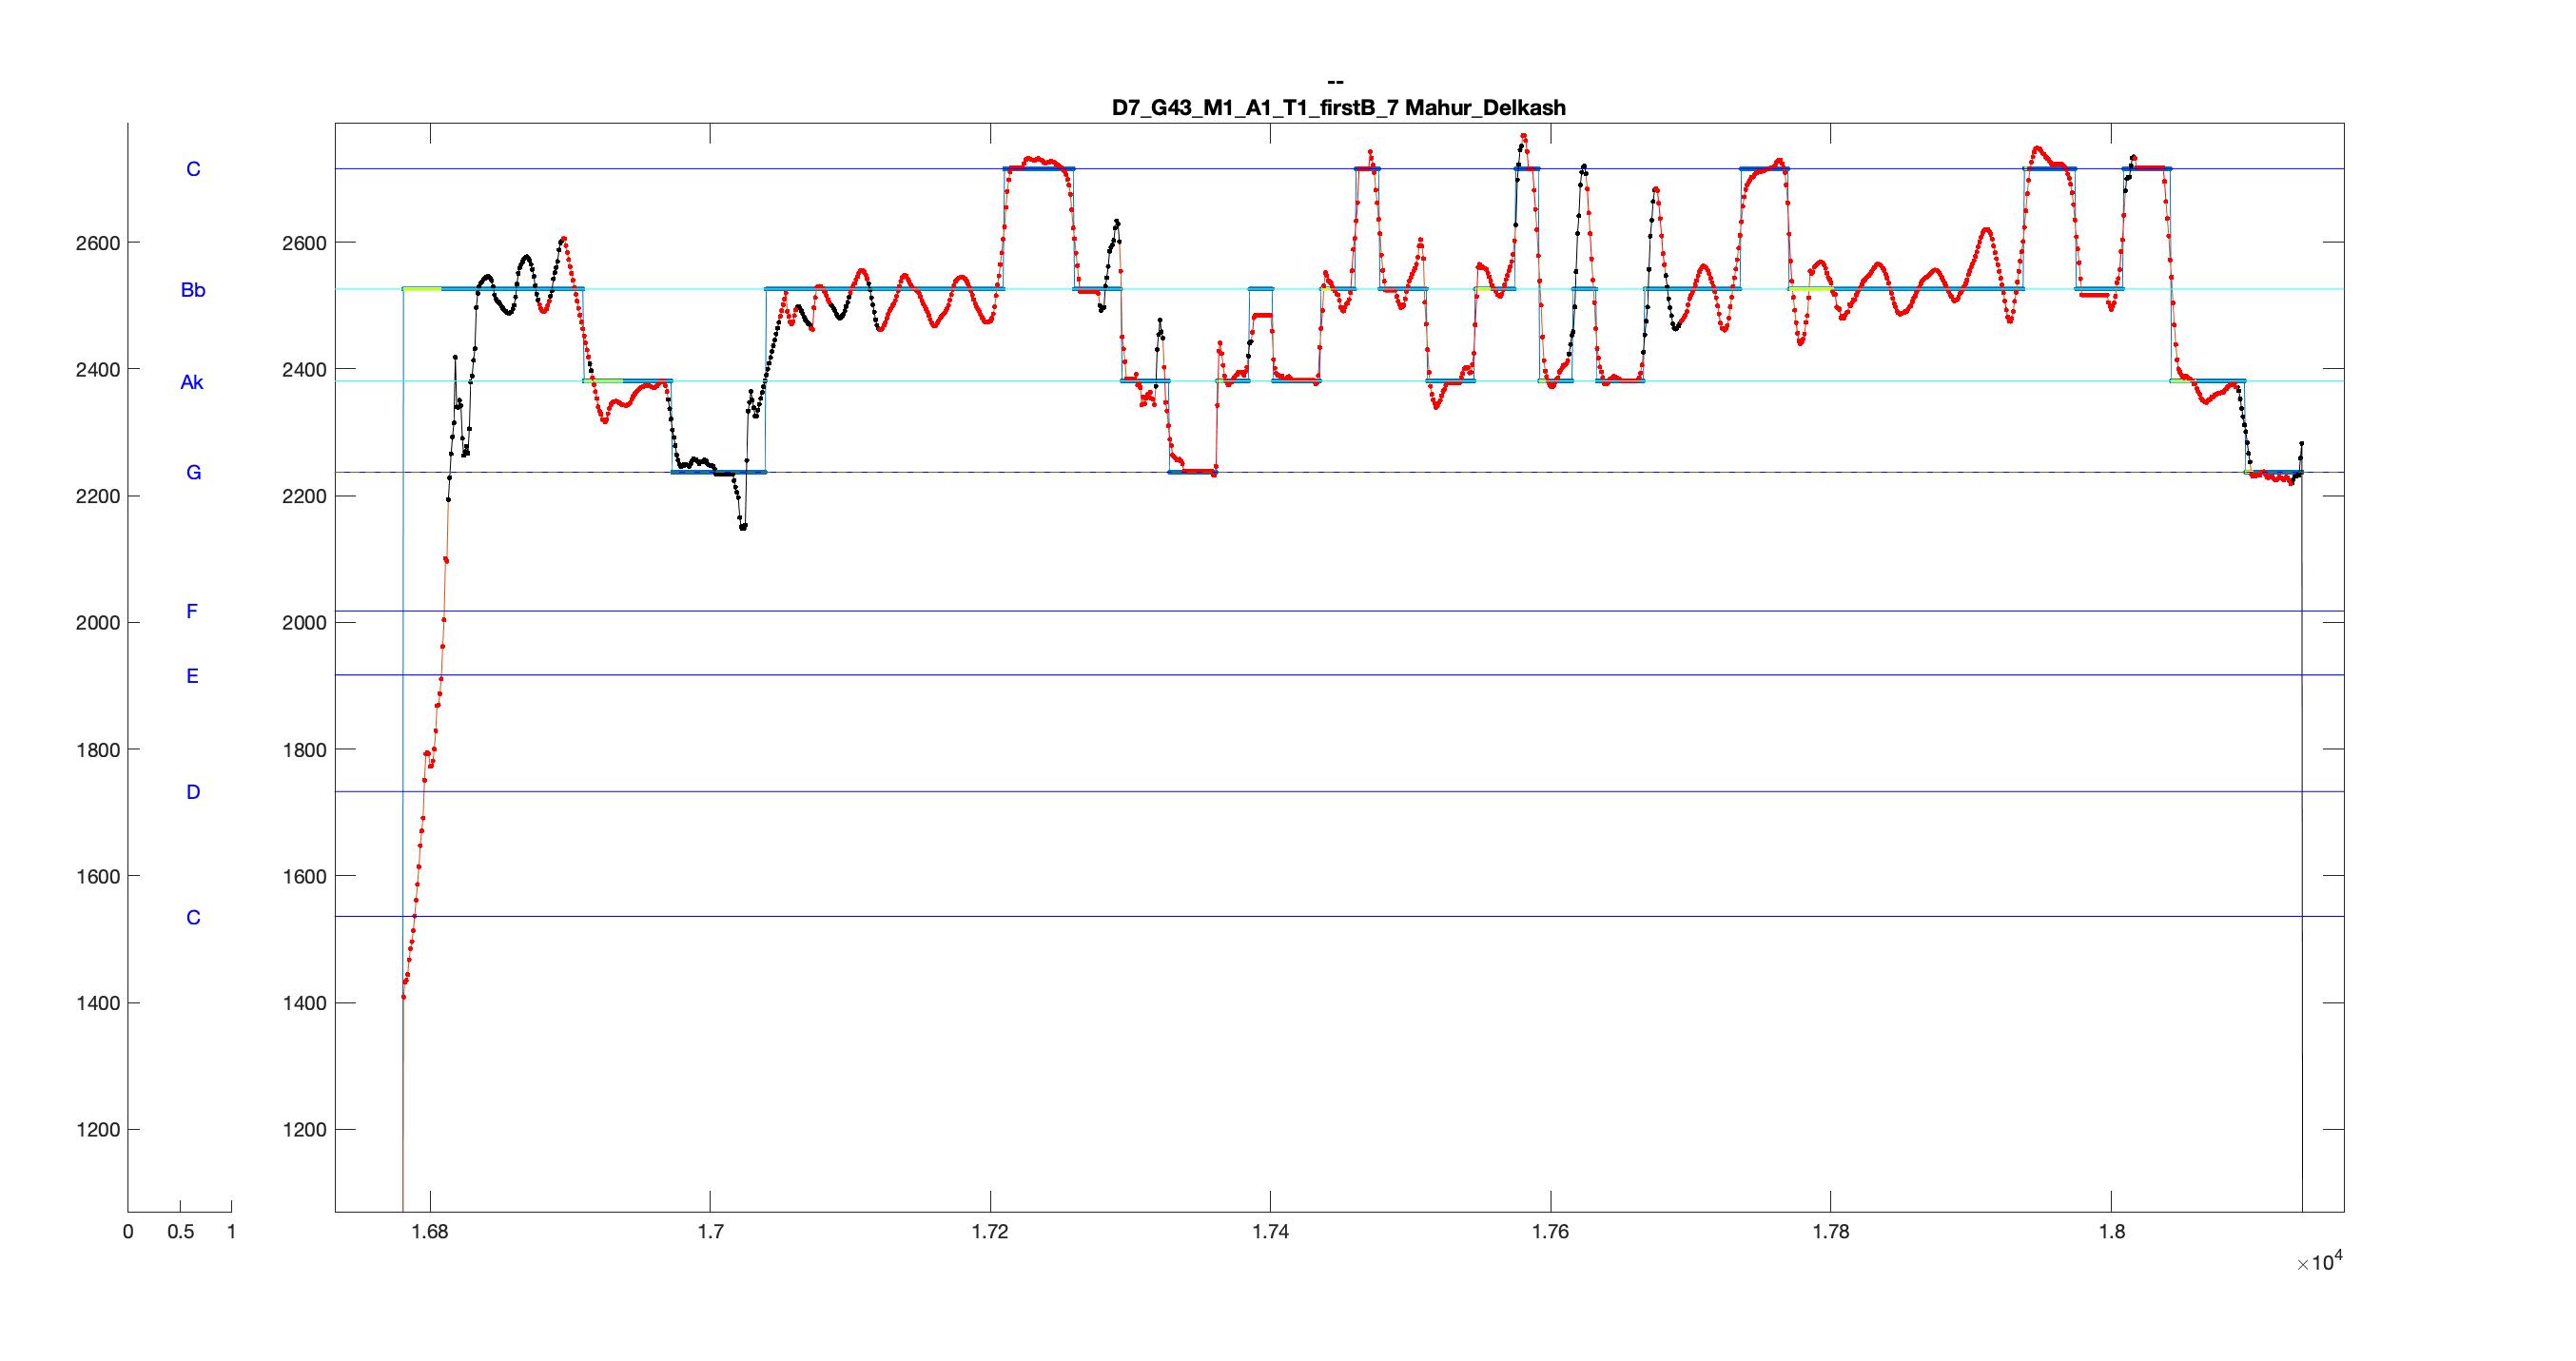 --
D7_G43_M1_A1_T1_firstB_7 Mahur_Delkash
C
2600 2600
Bb
2400 Ak 2400
G
2200 2200
F
2000 2000
E
1800 1800
D
1600 1600
C
1400 1400
1200 1200
0 0.5 1 1.68 1.7 1.72 1.74 1.76 1.78 1.8
×10⁴